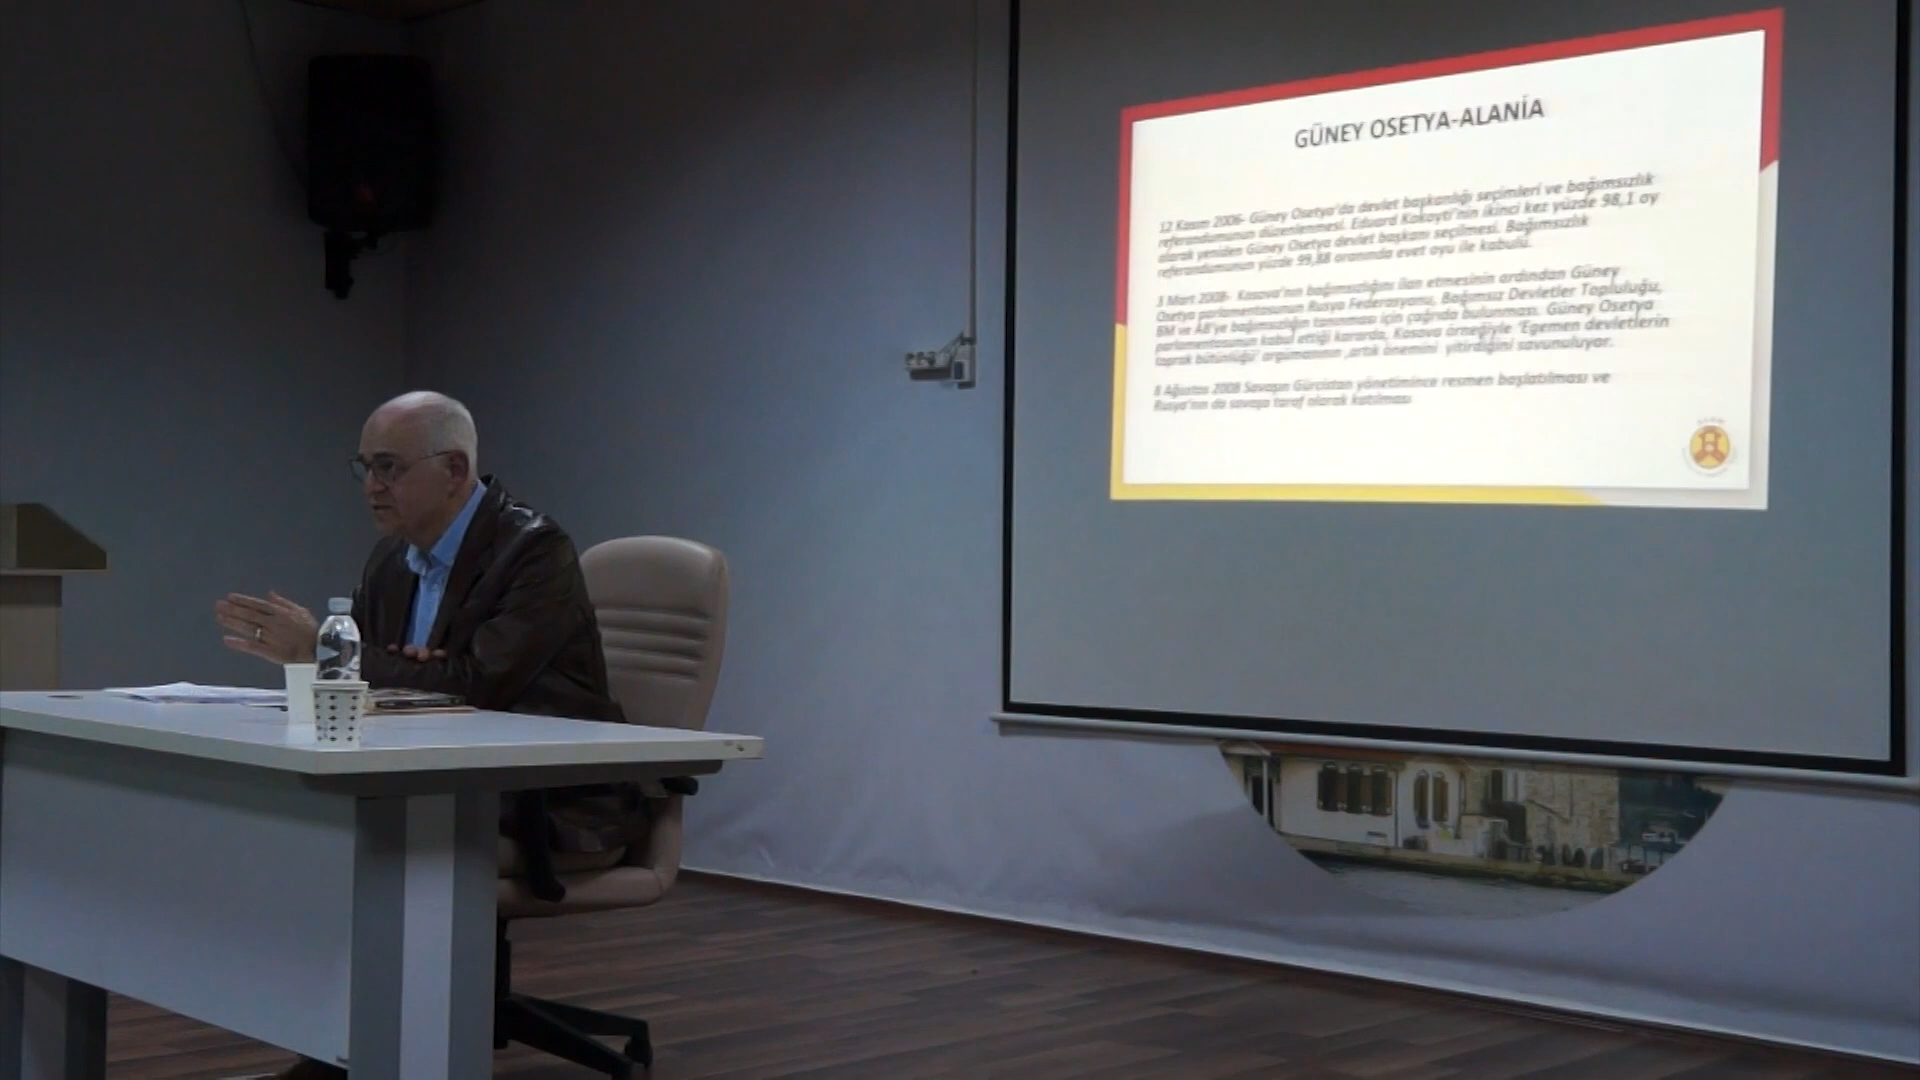 GÜNEY OSETYA-ALANİA
12 Kasım 2006- Güney Osetya'da devlet başkanlığı seçimleri ve bağımsızlık
referandumunun düzenlenmesi. Eduard Kokoyti'nin ikinci kez yüzde 98,1 oy
alarak yeniden Güney Osetya devlet başkanı seçilmesi. Bağımsızlık
referandumunun yüzde 99,88 oranında evet oyu ile kabulü.
3 Mart 2008- Kosova'nın bağımsızlığını ilan etmesinin ardından Güney
Osetya parlamentosunun Rusya Federasyonu, Bağımsız Devletler Topluluğu,
BM ve AB'ye bağımsızlığın tanınması için çağrıda bulunması. Güney Osetya
parlamentosunun kabul ettiği kararda, Kosova örneğiyle 'Egemen devletlerin
toprak bütünlüğü' argümanının ,artık önemini yitirdiğini savunuluyor.
8 Ağustos 2008 Savaşın Gürcistan yönetimince resmen başlatılması ve
Rusya'nın da savaşa taraf olarak katılması